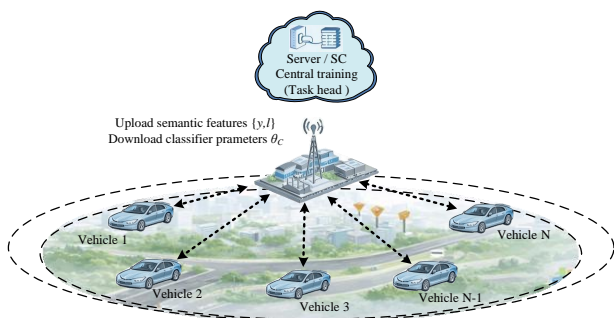 Server / SC
Central training
(Task head )
Upload semantic features {y,l}
Download classifier prameters θ_C
Vehicle 1
Vehicle N
Vehicle 2
Vehicle 3
Vehicle N-1